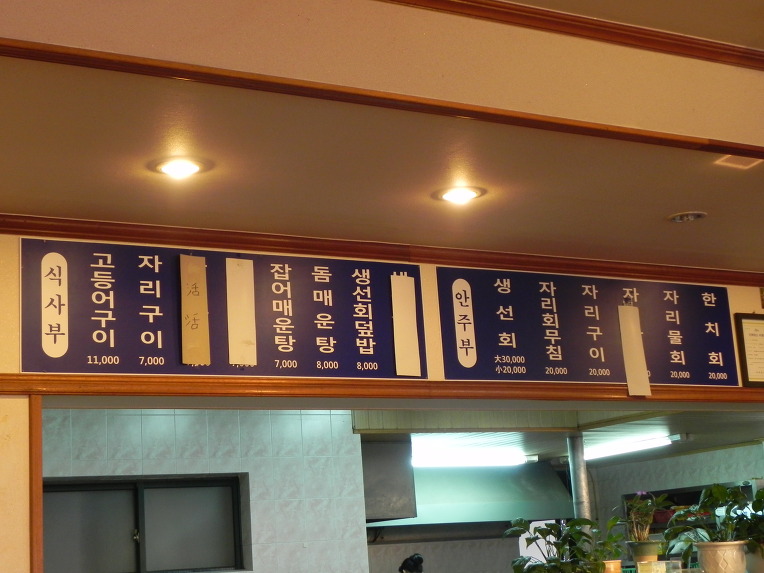 식사부
고등어구이
11,000
자리구이
7,000
잡어매운탕
7,000
돔매운탕
8,000
생선회덮밥
8,000
안주부
생선회
大30,000
小20,000
자리회무침
20,000
자리구이
20,000
자리물회
20,000
한치회
20,000